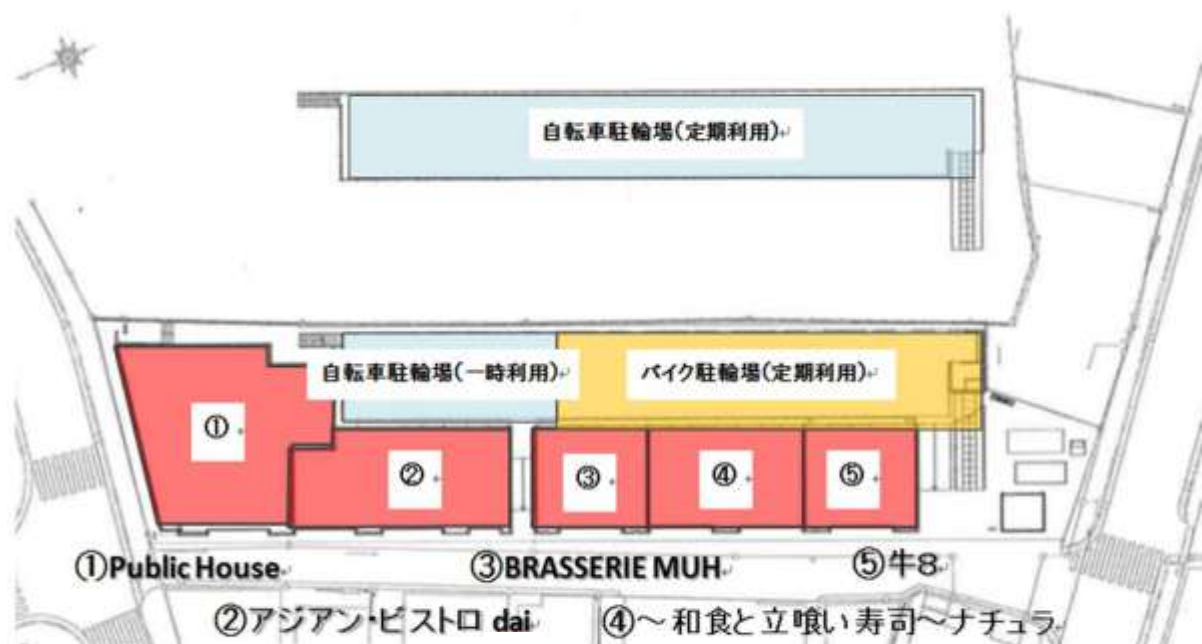 自転車駐輪場(定期利用)
自転車駐輪場(一時利用)
バイク駐輪場(定期利用)
①
②
③
④
⑤
①Public House
③BRASSERIE MUH
⑤牛8
②アジアン・ビストロ dai
④～和食と立喰い寿司～ナチュラ